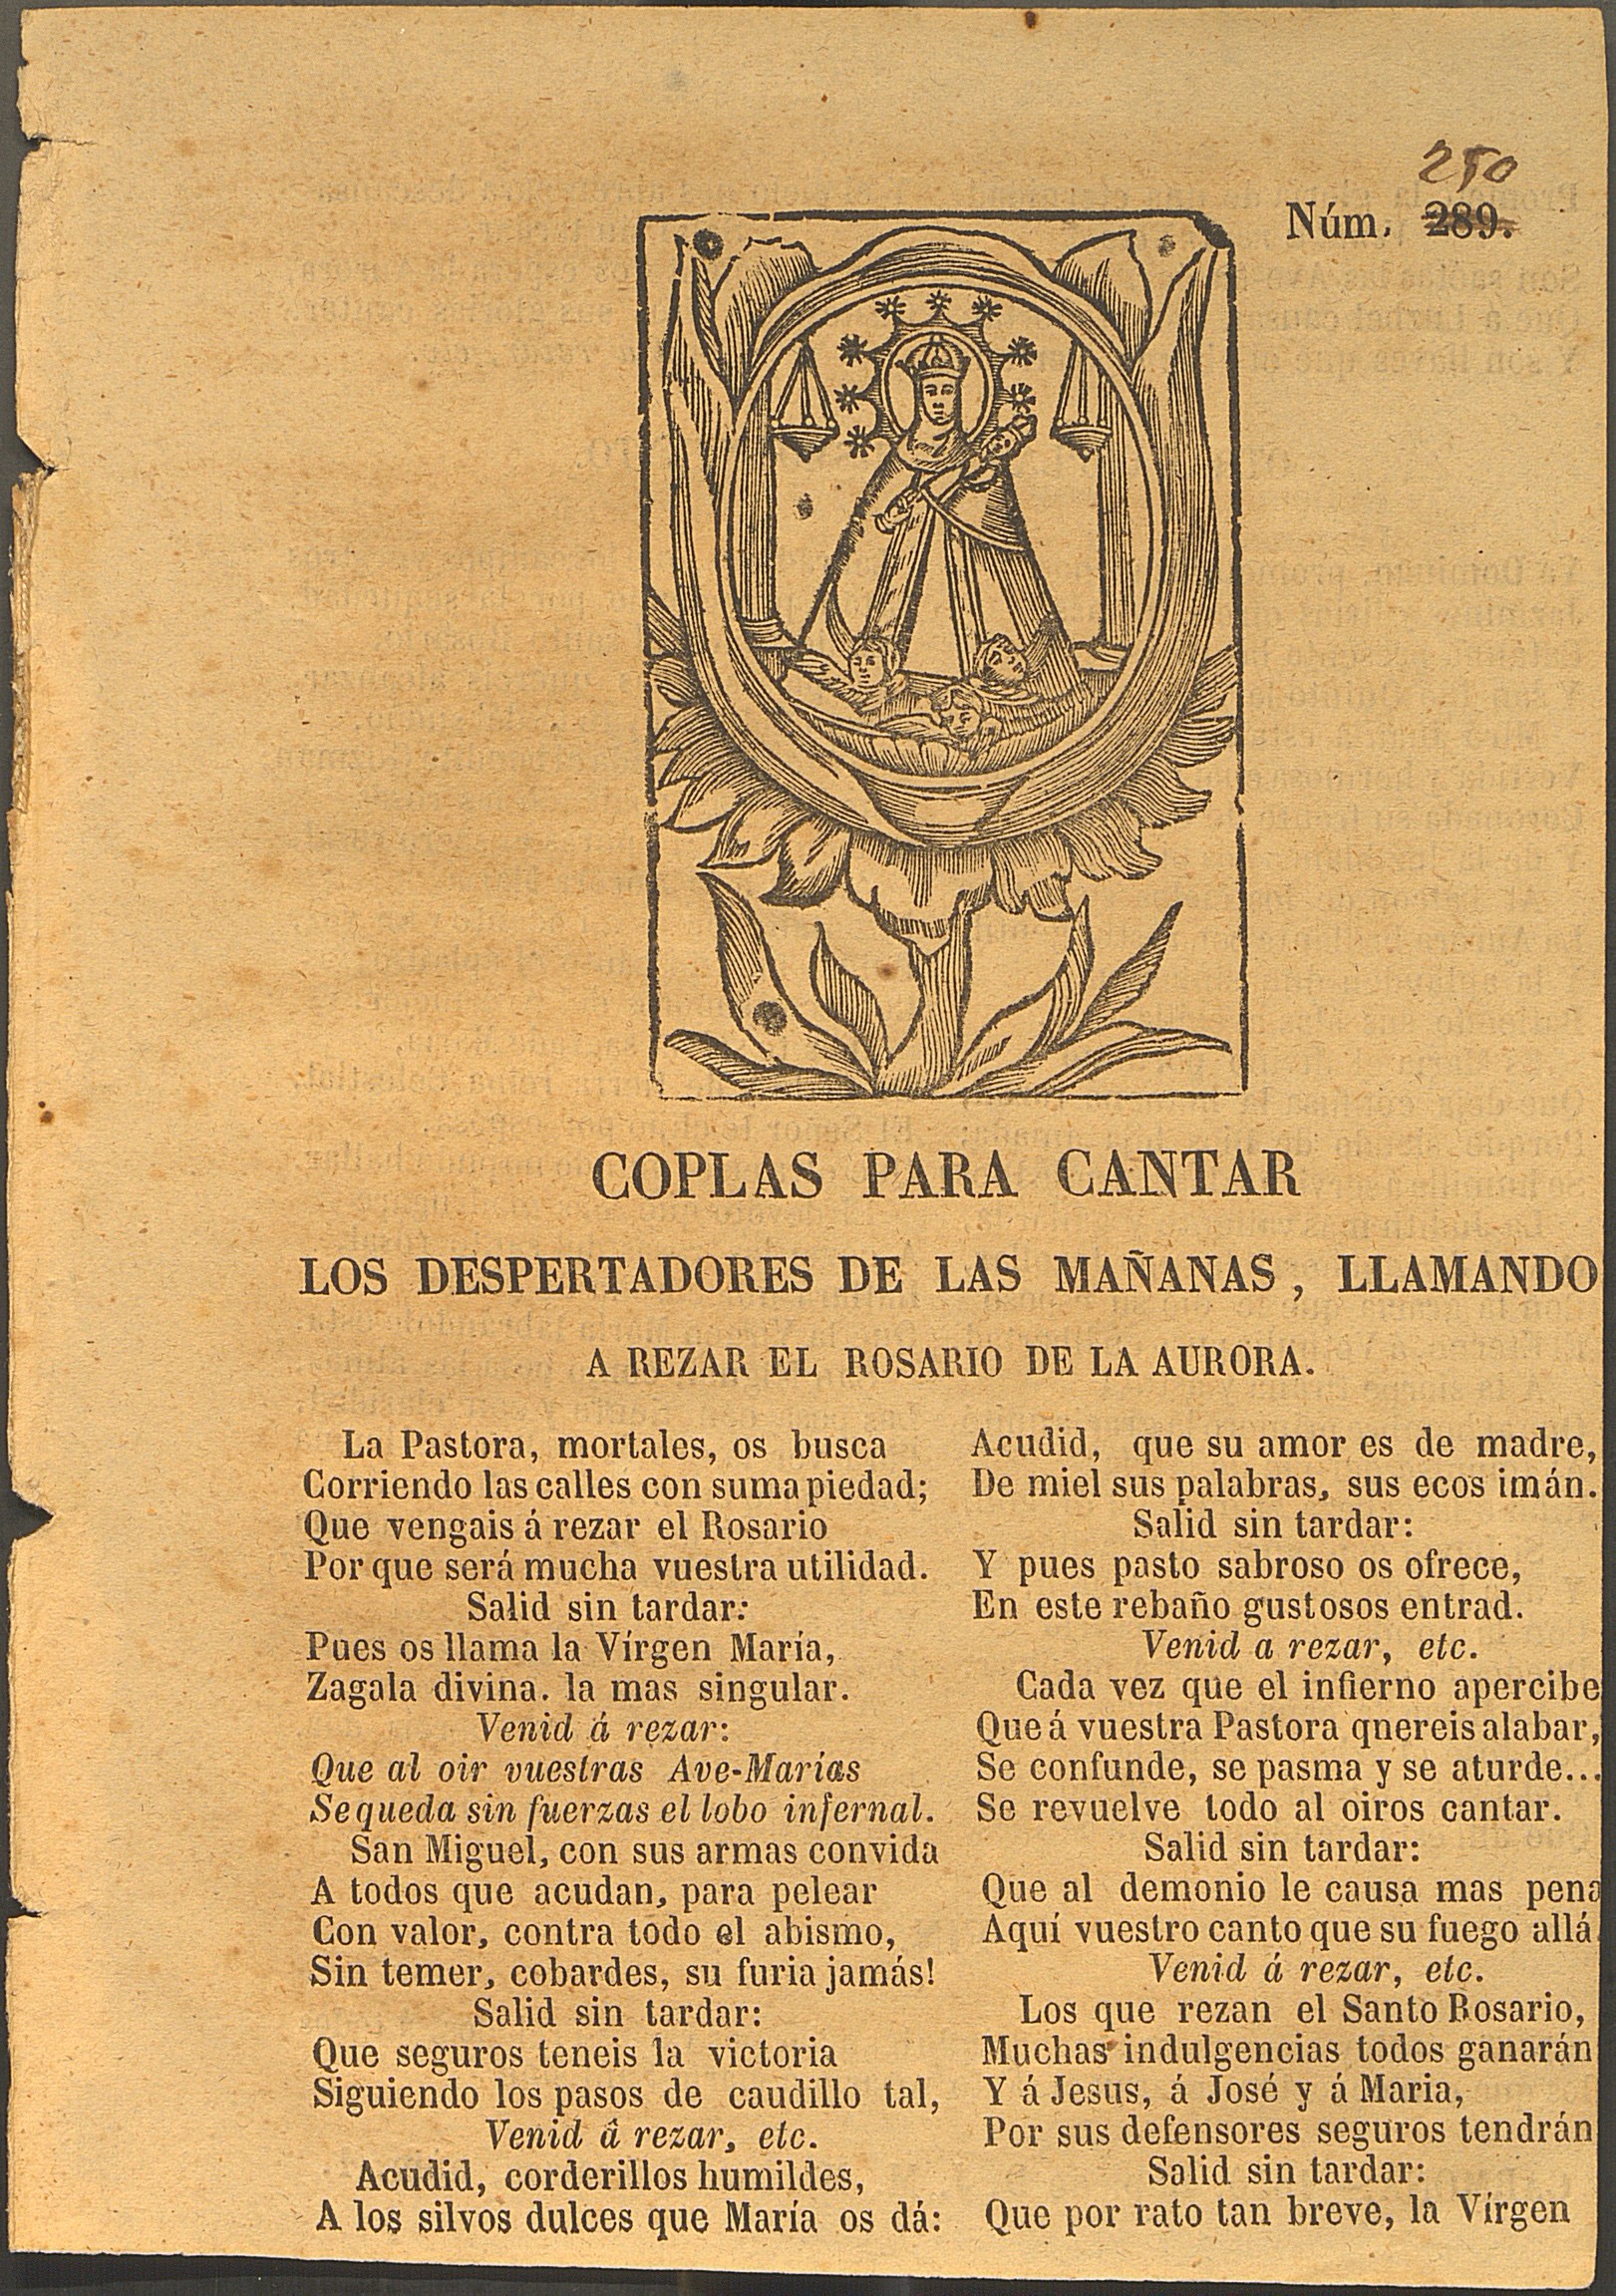 250
Núm. 289.
COPLAS PARA CANTAR
LOS DESPERTADORES DE LAS MAÑANAS, LLAMANDO
A REZAR EL ROSARIO DE LA AURORA.
La Pastora, mortales, os busca
Corriendo las calles con suma piedad;
Que vengais á rezar el Rosario
Por que será mucha vuestra utilidad.
Salid sin tardar:
Pues os llama la Vírgen María,
Zagala divina. la mas singular.
Venid á rezar:
Que al oir vuestras Ave-Marías
Se queda sin fuerzas el lobo infernal.
San Miguel, con sus armas convida
A todos que acudan, para pelear
Con valor, contra todo el abismo,
Sin temer, cobardes, su furia jamás!
Salid sin tardar:
Que seguros teneis la victoria
Siguiendo los pasos de caudillo tal,
Venid â rezar, etc.
Acudid, corderillos humildes,
A los silvos dulces que María os dá:
Acudid, que su amor es de madre,
De miel sus palabras, sus ecos imán.
Salid sin tardar:
Y pues pasto sabroso os ofrece,
En este rebaño gustosos entrad.
Venid a rezar, etc.
Cada vez que el infierno apercibe
Que á vuestra Pastora qnereis alabar,
Se confunde, se pasma y se aturde...
Se revuelve todo al oiros cantar.
Salid sin tardar:
Que al demonio le causa mas pena
Aquí vuestro canto que su fuego allá.
Venid á rezar, etc.
Los que rezan el Santo Rosario,
Muchas indulgencias todos ganarán
Y á Jesus, á José y á Maria,
Por sus defensores seguros tendrán
Salid sin tardar:
Que por rato tan breve, la Vírgen